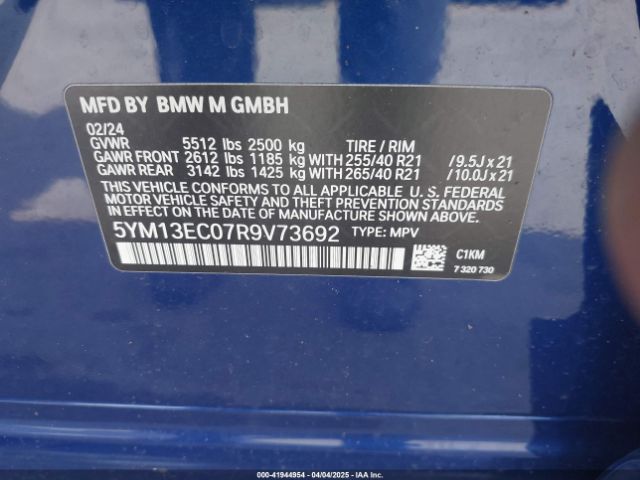 MFD BY BMW M GMBH
02/24
GVWR 5512 lbs 2500 kg TIRE / RIM
GAWR FRONT 2612 lbs 1185 kg WITH 255/40 R21 / 9.5J x 21
GAWR REAR 3142 lbs 1425 kg WITH 265/40 R21 / 10.0J x 21
THIS VEHICLE CONFORMS TO ALL APPLICABLE U. S. FEDERAL
MOTOR VEHICLE SAFETY AND THEFT PREVENTION STANDARDS
IN EFFECT ON THE DATE OF MANUFACTURE SHOWN ABOVE.
5YM13EC07R9V73692 TYPE: MPV
C1KM
7 320 730
00-41944954 - 04/04/2025 - IAAI.COM